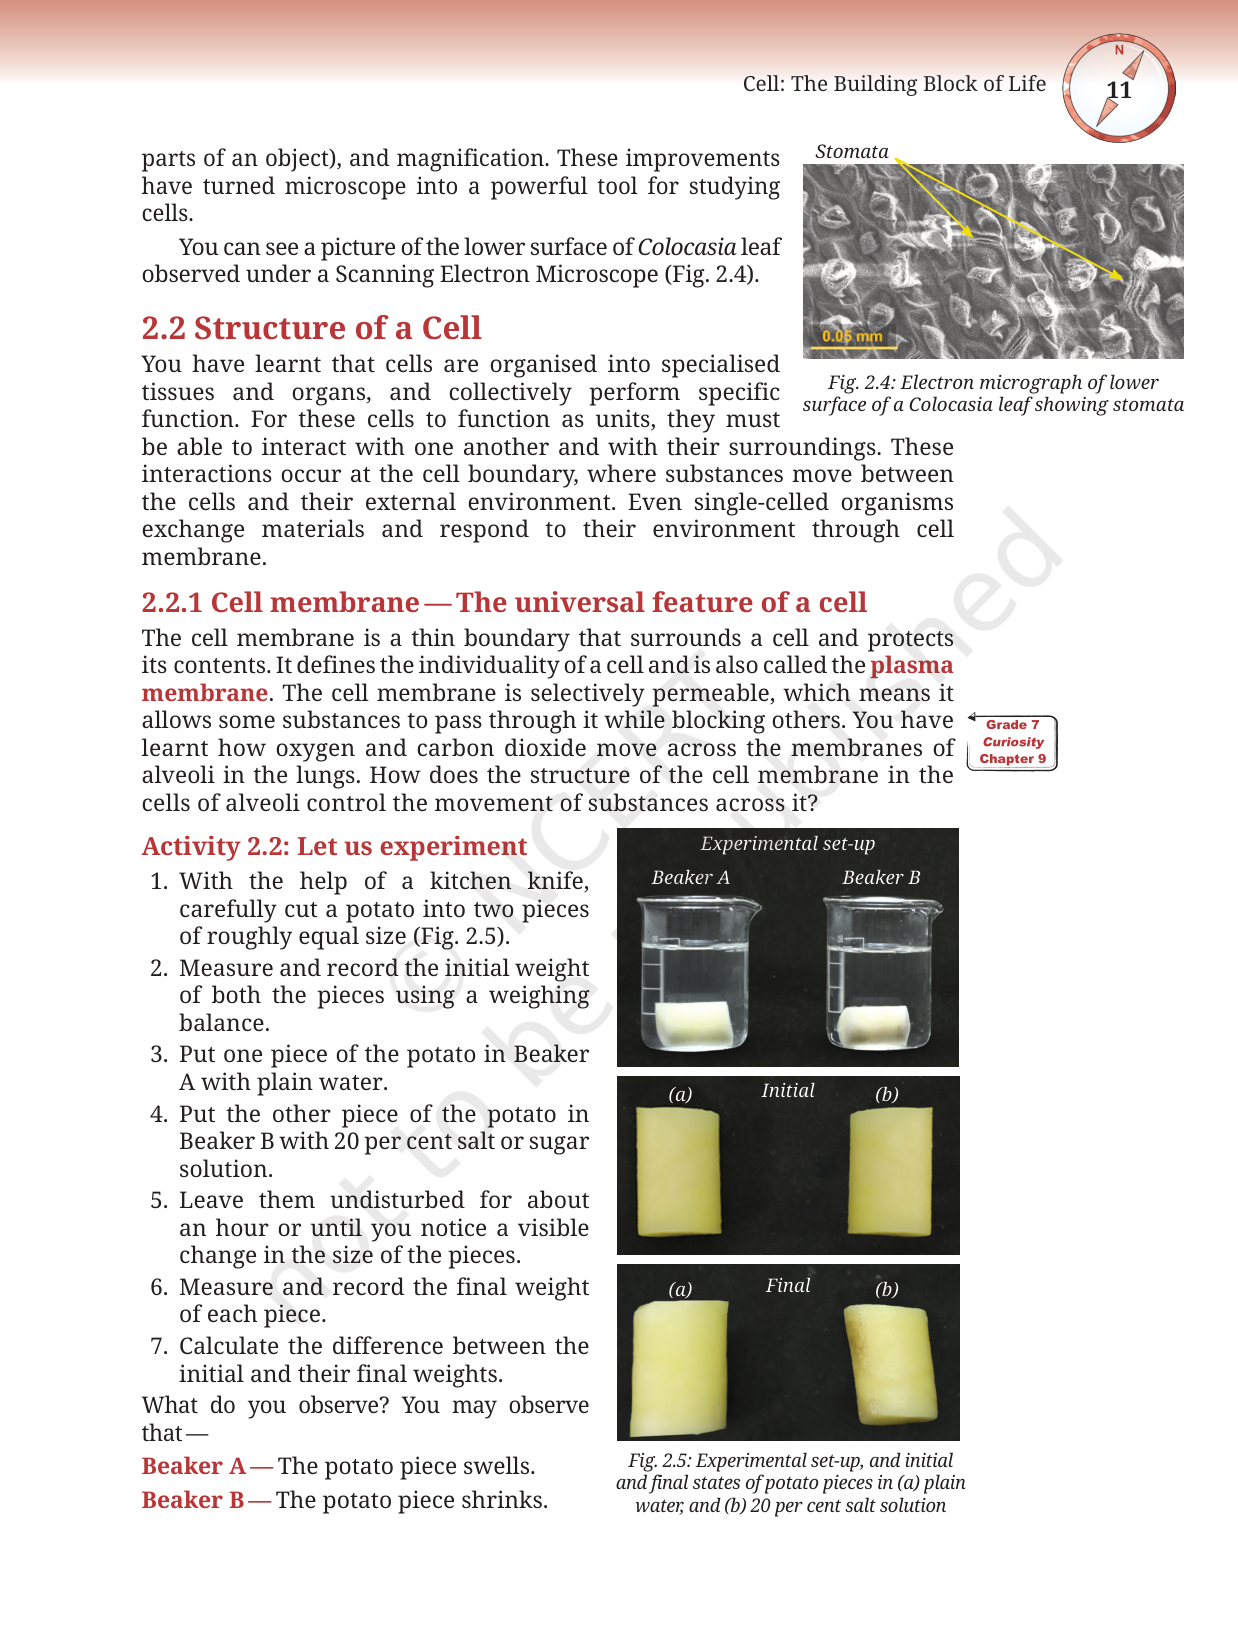 Cell: The Building Block of Life
N
11
parts of an object), and magnification. These improvements
have turned microscope into a powerful tool for studying
cells.
You can see a picture of the lower surface of Colocasia leaf
observed under a Scanning Electron Microscope (Fig. 2.4).
Stomata
0.05 mm
Fig. 2.4: Electron micrograph of lower
surface of a Colocasia leaf showing stomata
2.2 Structure of a Cell
You have learnt that cells are organised into specialised
tissues and organs, and collectively perform specific
function. For these cells to function as units, they must
be able to interact with one another and with their surroundings. These
interactions occur at the cell boundary, where substances move between
the cells and their external environment. Even single-celled organisms
exchange materials and respond to their environment through cell
membrane.
2.2.1 Cell membrane — The universal feature of a cell
The cell membrane is a thin boundary that surrounds a cell and protects
its contents. It defines the individuality of a cell and is also called the plasma
membrane. The cell membrane is selectively permeable, which means it
allows some substances to pass through it while blocking others. You have
learnt how oxygen and carbon dioxide move across the membranes of
alveoli in the lungs. How does the structure of the cell membrane in the
cells of alveoli control the movement of substances across it?
Grade 7
Curiosity
Chapter 9
Activity 2.2: Let us experiment
1. With the help of a kitchen knife,
carefully cut a potato into two pieces
of roughly equal size (Fig. 2.5).
2. Measure and record the initial weight
of both the pieces using a weighing
balance.
3. Put one piece of the potato in Beaker
A with plain water.
4. Put the other piece of the potato in
Beaker B with 20 per cent salt or sugar
solution.
5. Leave them undisturbed for about
an hour or until you notice a visible
change in the size of the pieces.
6. Measure and record the final weight
of each piece.
7. Calculate the difference between the
initial and their final weights.
What do you observe? You may observe
that —
Beaker A — The potato piece swells.
Beaker B — The potato piece shrinks.
Experimental set-up
Beaker A
Beaker B
(a)
Initial
(b)
(a)
Final
(b)
Fig. 2.5: Experimental set-up, and initial
and final states of potato pieces in (a) plain
water, and (b) 20 per cent salt solution
© NCERT
not to be